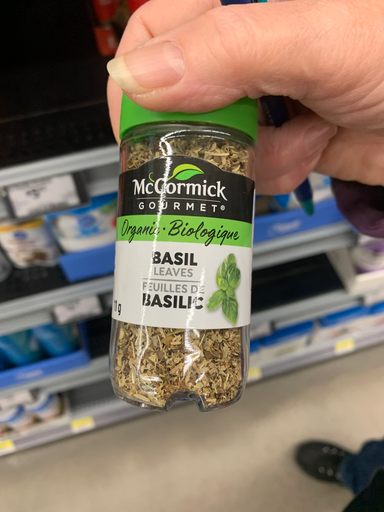 McCormick
GOURMET®
Organic • Biologique
BASIL
LEAVES
FEUILLES DE
BASILIC